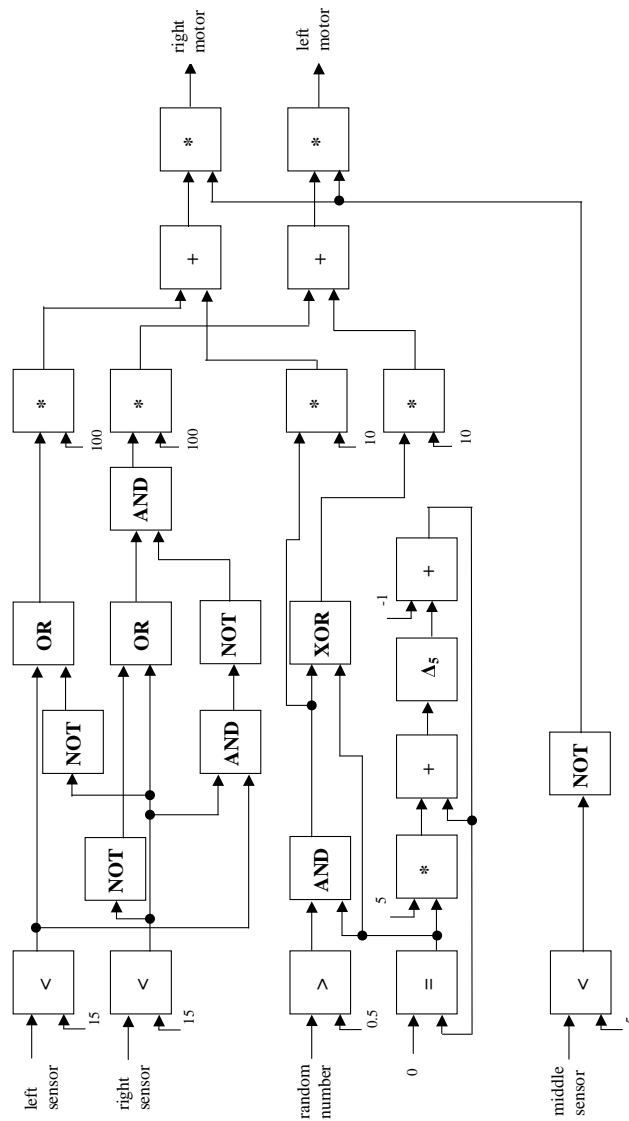 left
sensor
<
15
NOT
OR
*
100
right
sensor
<
15
NOT
OR
AND
*
100
AND
NOT
+
*
right
motor
random
number
>
0.5
AND
XOR
*
10
+
*
left
motor
0
=
5
*
+
Δ5
-1
+
*
10
middle
sensor
<
5
NOT